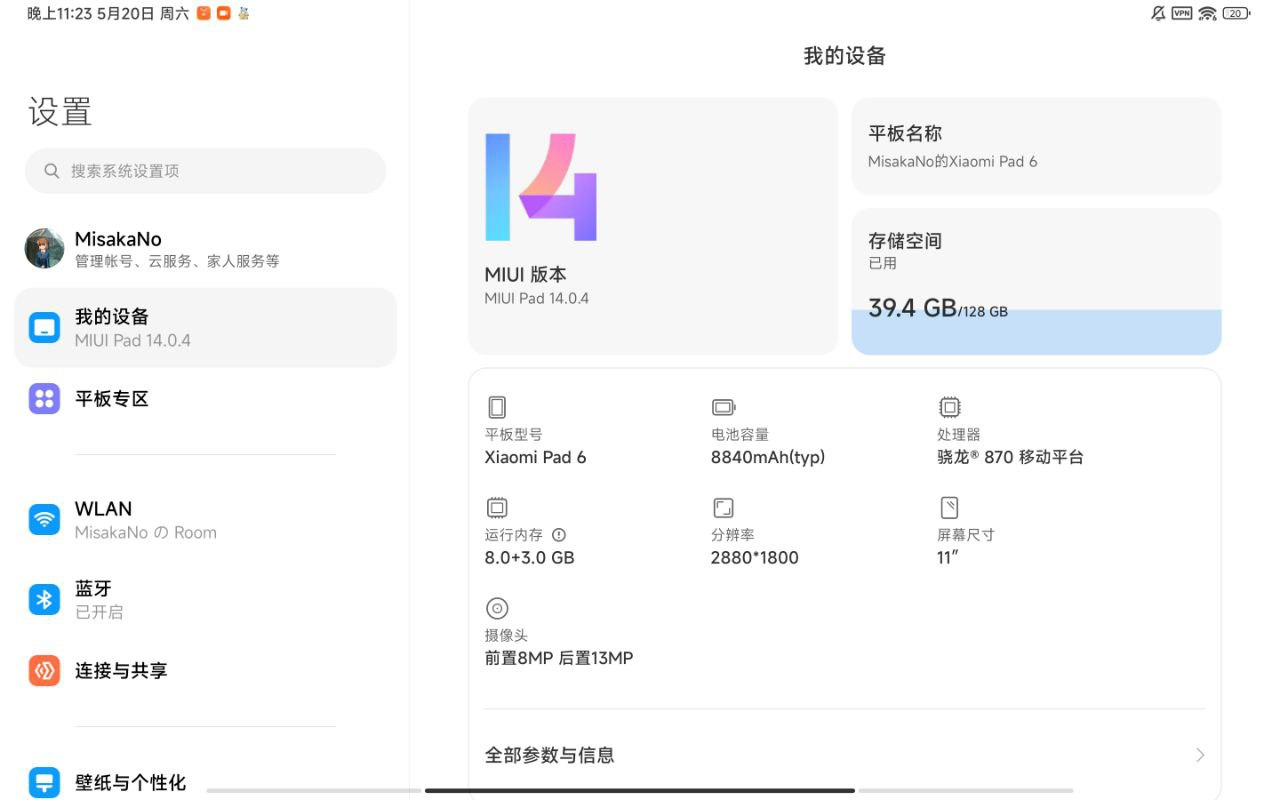 晚上11:23 5月20日 周六
VPN
20
设置
搜索系统设置项
MisakaNo
管理帐号、云服务、家人服务等
我的设备
MIUI Pad 14.0.4
平板专区
WLAN
MisakaNo の Room
蓝牙
已开启
连接与共享
壁纸与个性化
我的设备
14
MIUI 版本
MIUI Pad 14.0.4
平板名称
MisakaNo的Xiaomi Pad 6
存储空间
已用
39.4 GB/128 GB
平板型号
Xiaomi Pad 6
电池容量
8840mAh(typ)
处理器
骁龙® 870 移动平台
运行内存
8.0+3.0 GB
分辨率
2880*1800
屏幕尺寸
11″
摄像头
前置8MP 后置13MP
全部参数与信息